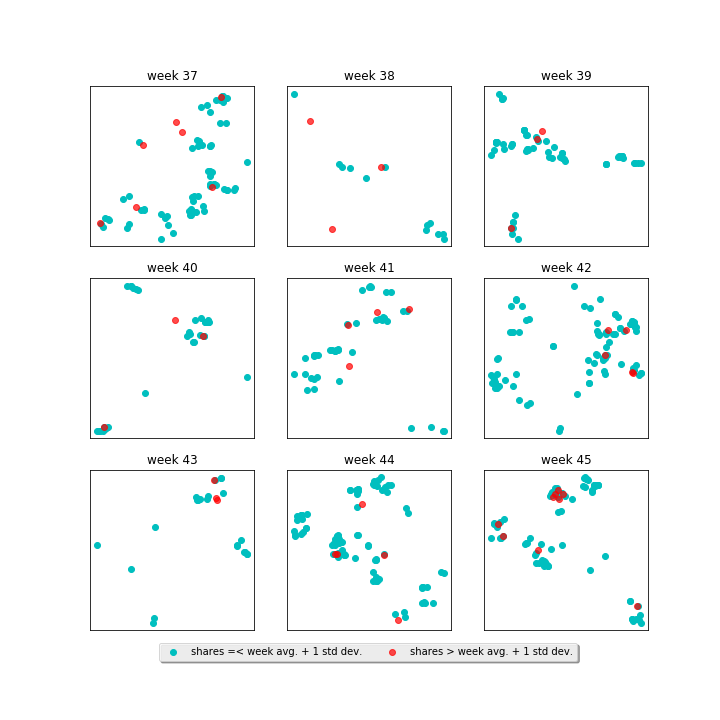 week 37
week 38
week 39
week 40
week 41
week 42
week 43
week 44
week 45
shares =< week avg. + 1 std dev.
shares > week avg. + 1 std dev.